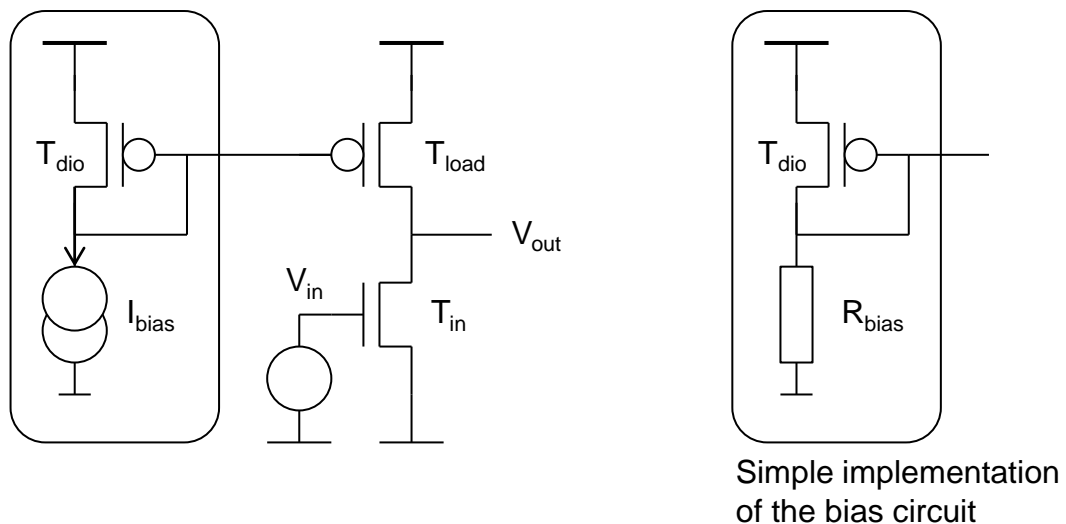 T_dio
T_load
T_dio
V_out
V_in
I_bias
T_in
R_bias
Simple implementation
of the bias circuit